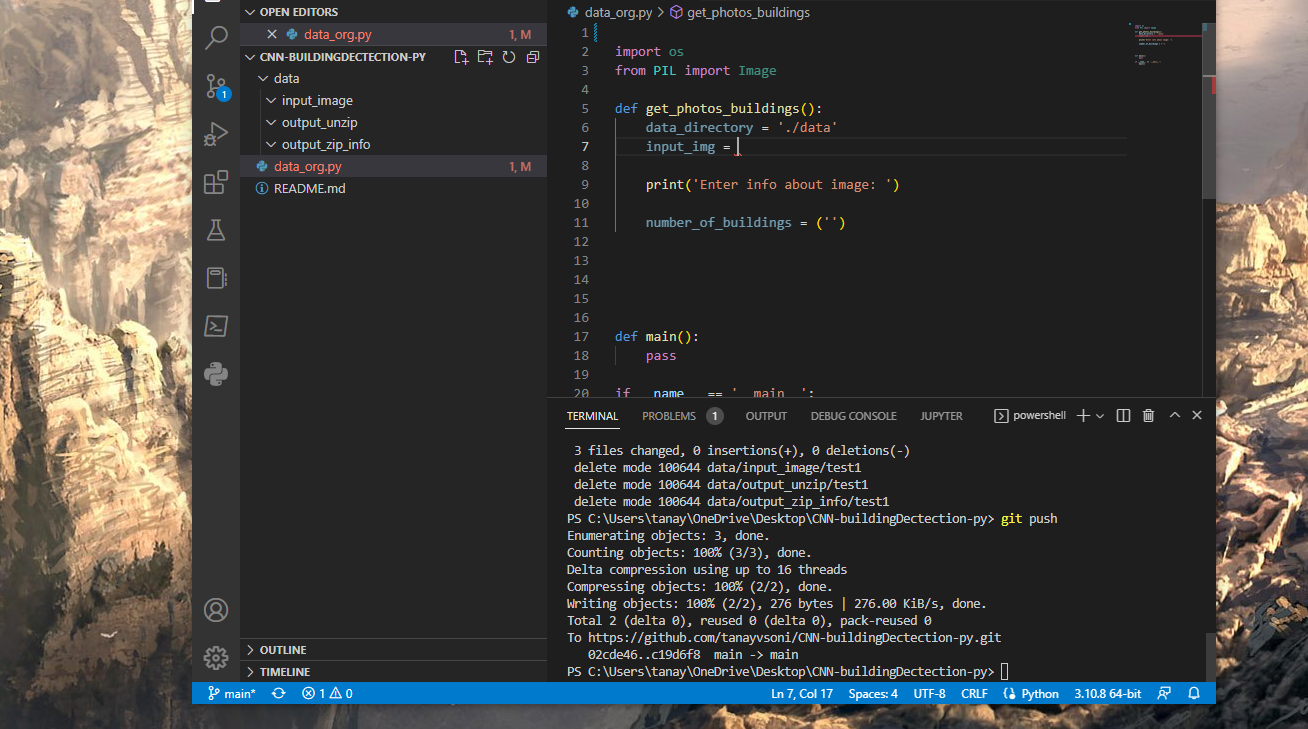 OPEN EDITORS
data_org.py 1, M
CNN-BUILDINGDECTECTION-PY
data
input_image
output_unzip
output_zip_info
data_org.py 1, M
README.md
OUTLINE
TIMELINE
1
data_org.py > get_photos_buildings
1
2 import os
3 from PIL import Image
4
5 def get_photos_buildings():
6 data_directory = './data'
7 input_img =
8
9 print('Enter info about image: ')
10
11 number_of_buildings = ('')
12
13
14
15
16
17 def main():
18 pass
19
20 if __name__ == '__main__':
TERMINAL PROBLEMS 1 OUTPUT DEBUG CONSOLE JUPYTER powershell
3 files changed, 0 insertions(+), 0 deletions(-)
delete mode 100644 data/input_image/test1
delete mode 100644 data/output_unzip/test1
delete mode 100644 data/output_zip_info/test1
PS C:\Users\tanay\OneDrive\Desktop\CNN-buildingDectection-py> git push
Enumerating objects: 3, done.
Counting objects: 100% (3/3), done.
Delta compression using up to 16 threads
Compressing objects: 100% (2/2), done.
Writing objects: 100% (2/2), 276 bytes | 276.00 KiB/s, done.
Total 2 (delta 0), reused 0 (delta 0), pack-reused 0
To https://github.com/tanayvsoni/CNN-buildingDectection-py.git
02cde46..c19d6f8 main -> main
PS C:\Users\tanay\OneDrive\Desktop\CNN-buildingDectection-py>
main* 1 0 Ln 7, Col 17 Spaces: 4 UTF-8 CRLF Python 3.10.8 64-bit